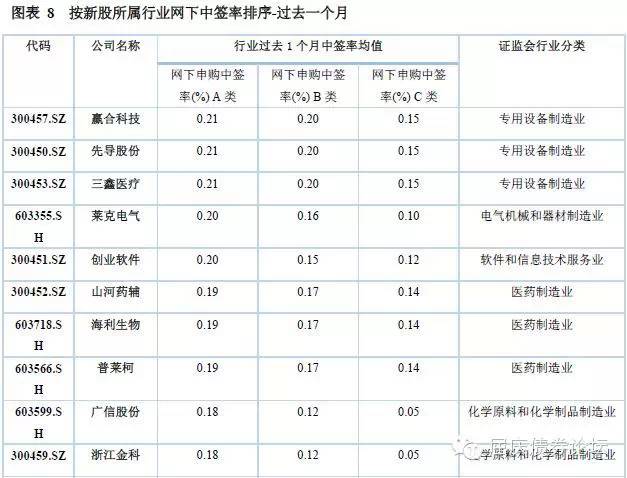 图表 8 按新股所属行业网下中签率排序-过去一个月
代码 公司名称 行业过去 1 个月中签率均值 证监会行业分类
网下申购中签 网下申购中签 网下申购中签
率(%) A 类 率(%) B 类 率(%) C 类
300457.SZ 赢合科技 0.21 0.20 0.15 专用设备制造业
300450.SZ 先导股份 0.21 0.20 0.15 专用设备制造业
300453.SZ 三鑫医疗 0.21 0.20 0.15 专用设备制造业
603355.S 莱克电气 0.20 0.16 0.10 电气机械和器材制造业
H
300451.SZ 创业软件 0.20 0.15 0.12 软件和信息技术服务业
300452.SZ 山河药辅 0.19 0.17 0.14 医药制造业
603718.S 海利生物 0.19 0.17 0.14 医药制造业
H
603566.S 普莱柯 0.19 0.17 0.14 医药制造业
H
603599.S 广信股份 0.18 0.12 0.05 化学原料和化学制品制造业
H
300459.SZ 浙江金科 0.18 0.12 0.05 化学原料和化学制品制造业
屈庆债券论坛